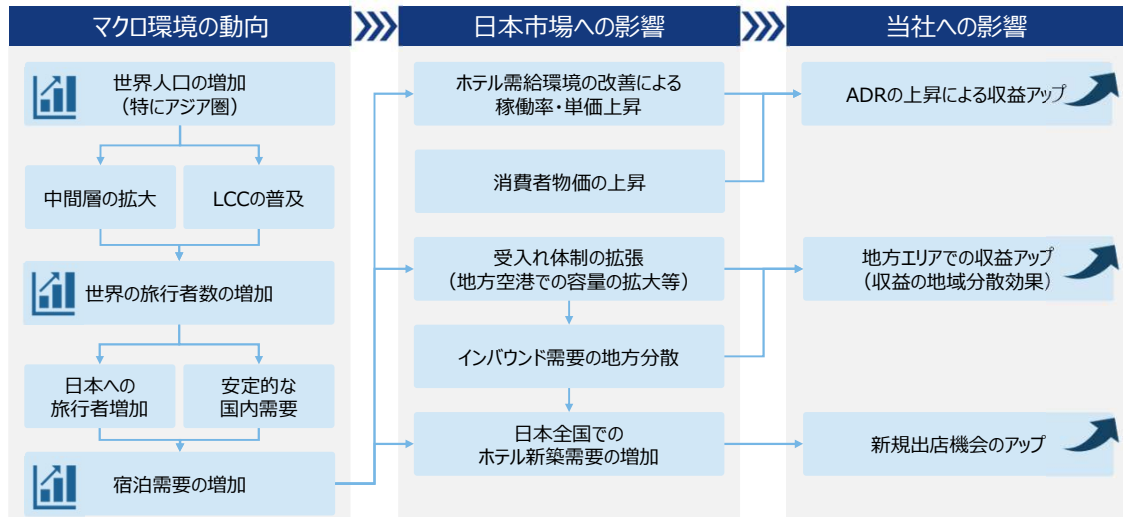 マクロ環境の動向
世界人口の増加
（特にアジア圏）
中間層の拡大
LCCの普及
世界の旅行者数の増加
日本への
旅行者増加
安定的な
国内需要
宿泊需要の増加
日本市場への影響
ホテル需給環境の改善による
稼働率・単価上昇
消費者物価の上昇
受入れ体制の拡張
（地方空港での容量の拡大等）
インバウンド需要の地方分散
日本全国での
ホテル新築需要の増加
当社への影響
ADRの上昇による収益アップ
地方エリアでの収益アップ
（収益の地域分散効果）
新規出店機会のアップ